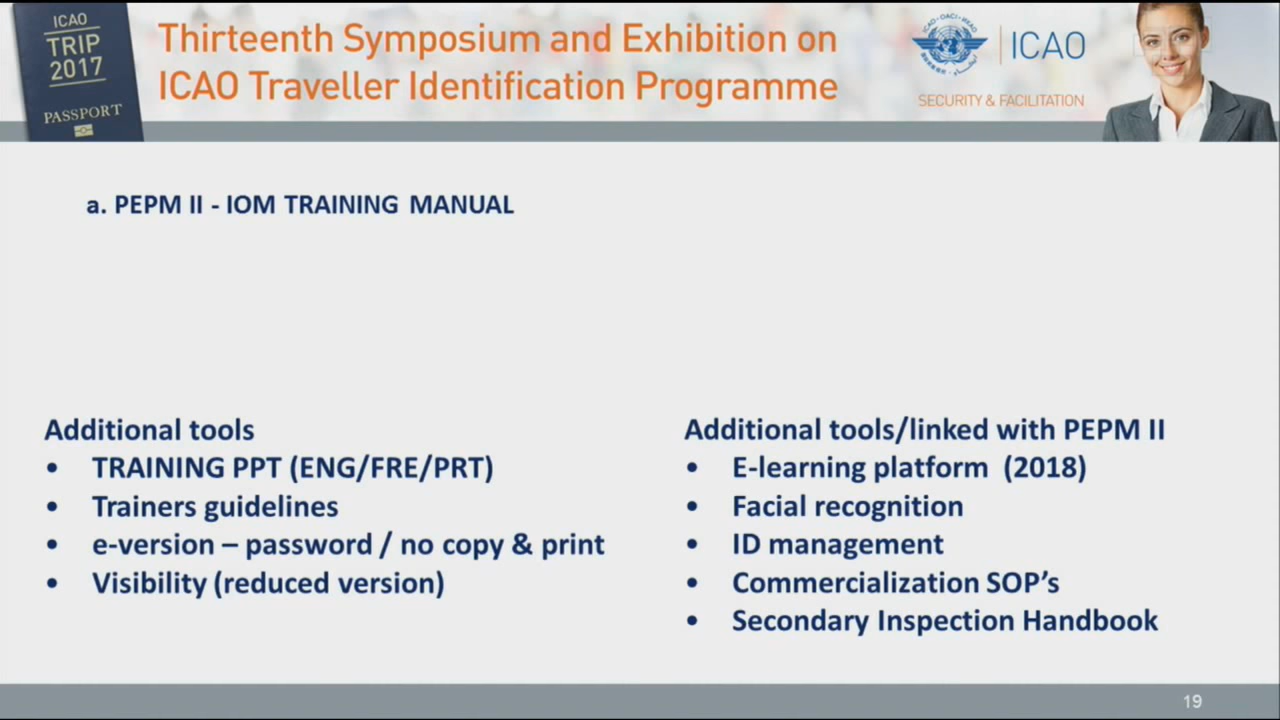 ICAO
TRIP
2017
PASSPORT
Thirteenth Symposium and Exhibition on
ICAO Traveller Identification Programme
ICAO
SECURITY & FACILITATION
a. PEPM II - IOM TRAINING MANUAL
Additional tools
• TRAINING PPT (ENG/FRE/PRT)
• Trainers guidelines
• e-version – password / no copy & print
• Visibility (reduced version)
Additional tools/linked with PEPM II
• E-learning platform (2018)
• Facial recognition
• ID management
• Commercialization SOP’s
• Secondary Inspection Handbook
19